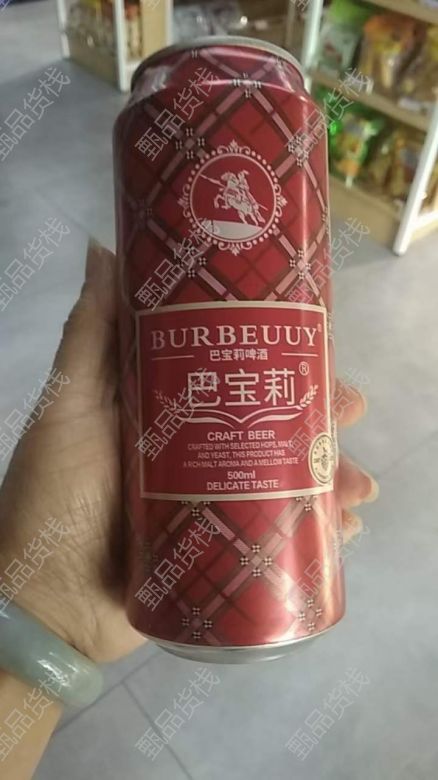 BURBEUUY®
巴宝莉啤酒
巴宝莉®
CRAFT BEER
CRAFTED WITH SELECTED HOPS, MALT,
AND YEAST, THIS PRODUCT HAS
A RICH MALT AROMA AND A MELLOW TASTE
500ml
DELICATE TASTE
甄品货栈